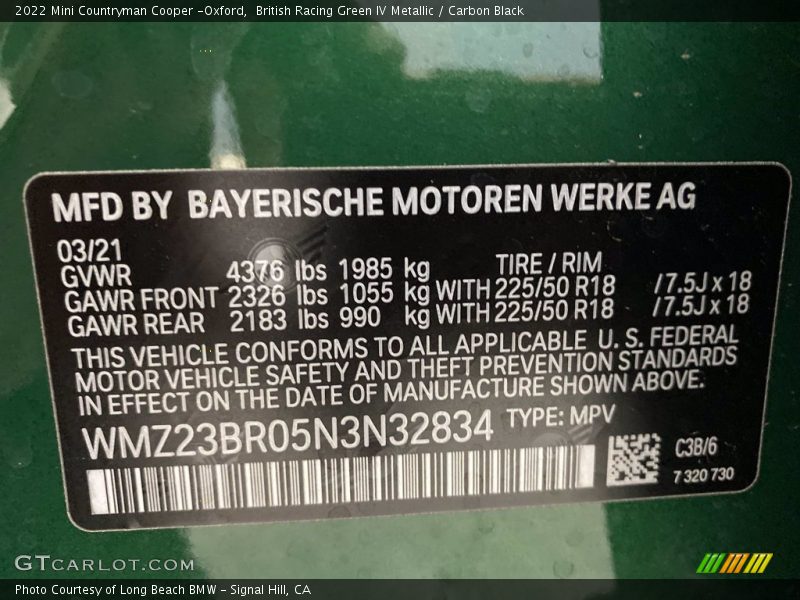 2022 Mini Countryman Cooper -Oxford, British Racing Green IV Metallic / Carbon Black
MFD BY BAYERISCHE MOTOREN WERKE AG
03/21
GVWR 4376 lbs 1985 kg TIRE / RIM
GAWR FRONT 2326 lbs 1055 kg WITH 225/50 R18 /7.5J x 18
GAWR REAR 2183 lbs 990 kg WITH 225/50 R18 /7.5J x 18
THIS VEHICLE CONFORMS TO ALL APPLICABLE U. S. FEDERAL
MOTOR VEHICLE SAFETY AND THEFT PREVENTION STANDARDS
IN EFFECT ON THE DATE OF MANUFACTURE SHOWN ABOVE.
WMZ23BR05N3N32834 TYPE: MPV
C3B/6
7 320 730
GTCARLOT.COM
Photo Courtesy of Long Beach BMW - Signal Hill, CA